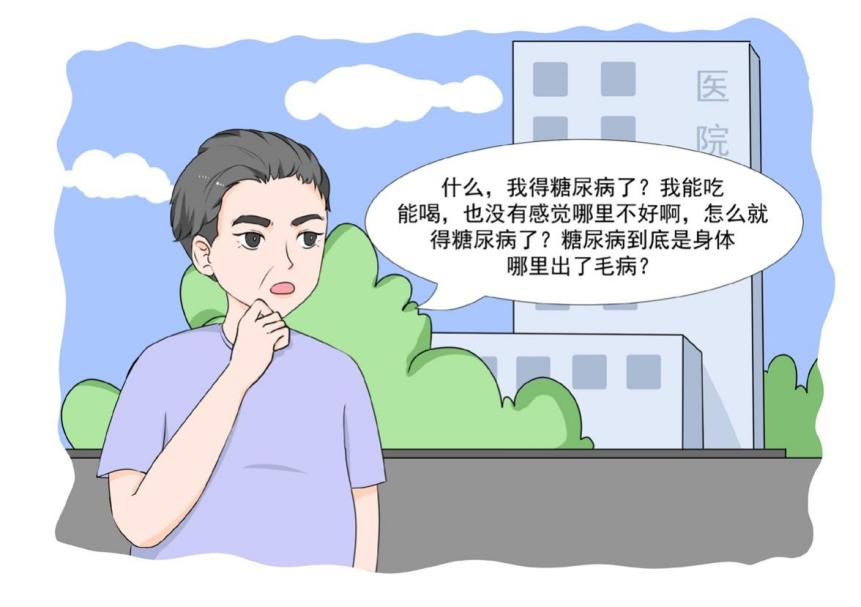 医
院
什么，我得糖尿病了？我能吃
能喝，也没有感觉哪里不好啊，怎么就
得糖尿病了？糖尿病到底是身体
哪里出了毛病？